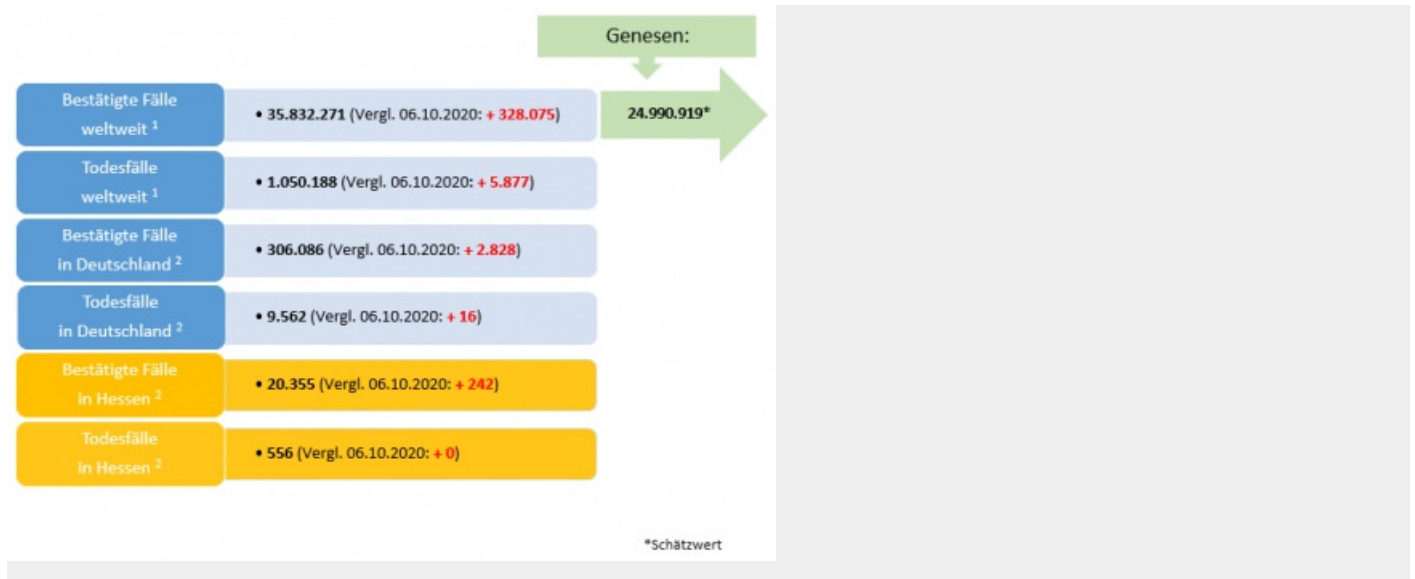 Genesen:
Bestätigte Fälle
weltweit ¹
• 35.832.271 (Vergl. 06.10.2020: + 328.075)
24.990.919*
Todesfälle
weltweit ¹
• 1.050.188 (Vergl. 06.10.2020: + 5.877)
Bestätigte Fälle
in Deutschland ²
• 306.086 (Vergl. 06.10.2020: + 2.828)
Todesfälle
in Deutschland ²
• 9.562 (Vergl. 06.10.2020: + 16)
Bestätigte Fälle
in Hessen ²
• 20.355 (Vergl. 06.10.2020: + 242)
Todesfälle
in Hessen ²
• 556 (Vergl. 06.10.2020: + 0)
*Schätzwert